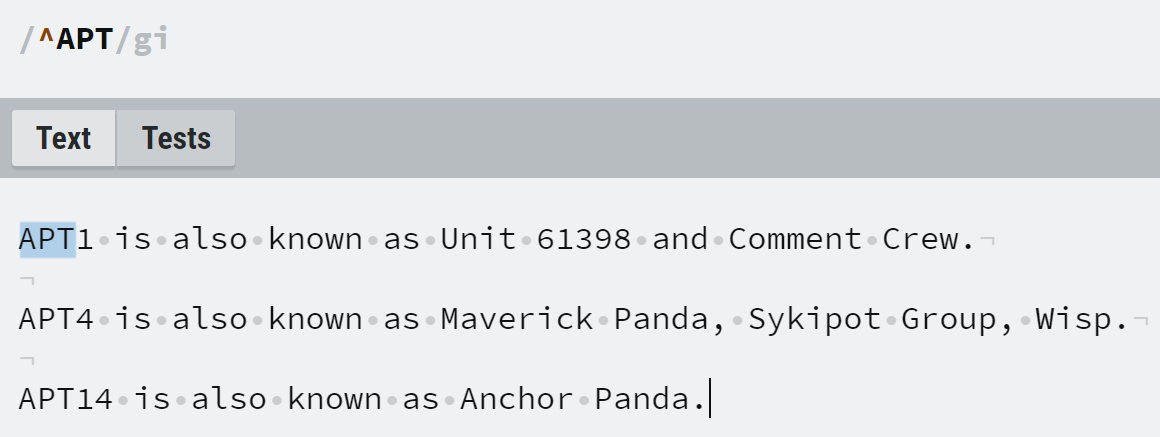 /^APT/gi
Text Tests
APT1 is also known as Unit 61398 and Comment Crew.
APT4 is also known as Maverick Panda, Sykipot Group, Wisp.
APT14 is also known as Anchor Panda.